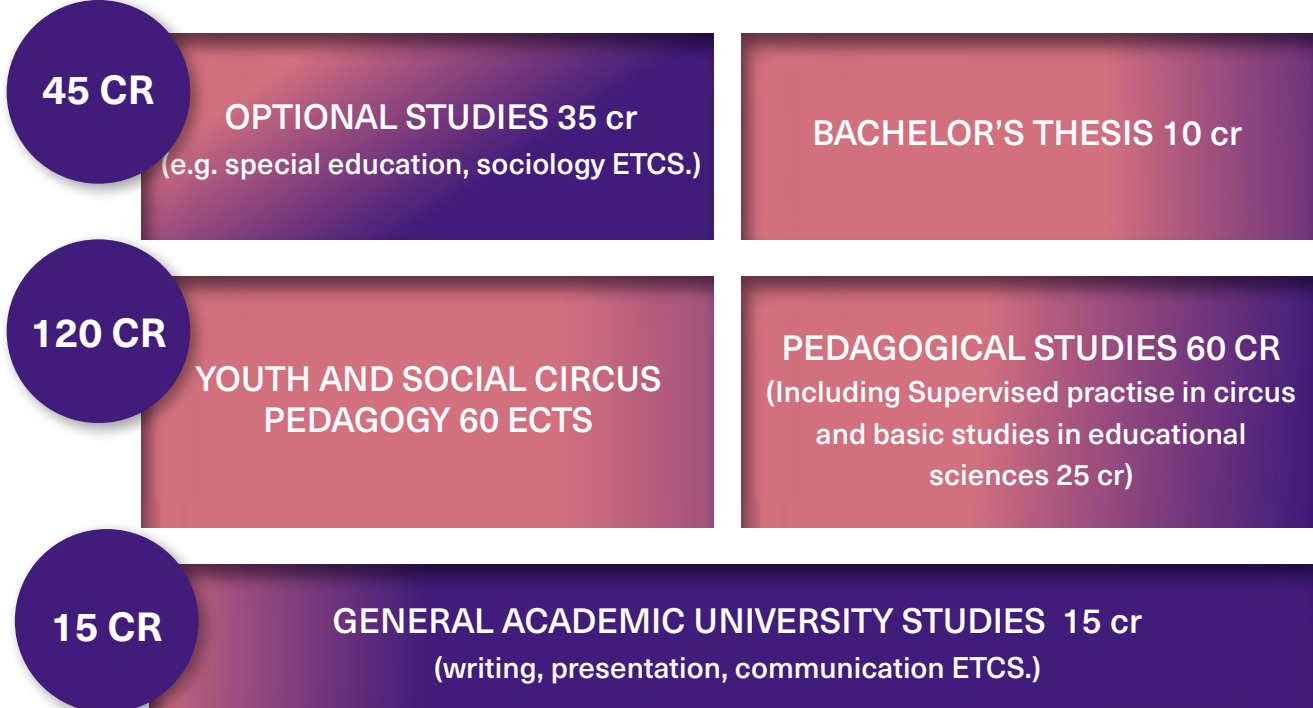 45 CR
OPTIONAL STUDIES 35 cr
(e.g. special education, sociology ETCS.)
BACHELOR’S THESIS 10 cr
120 CR
YOUTH AND SOCIAL CIRCUS
PEDAGOGY 60 ECTS
PEDAGOGICAL STUDIES 60 CR
(Including Supervised practise in circus
and basic studies in educational
sciences 25 cr)
15 CR
GENERAL ACADEMIC UNIVERSITY STUDIES 15 cr
(writing, presentation, communication ETCS.)